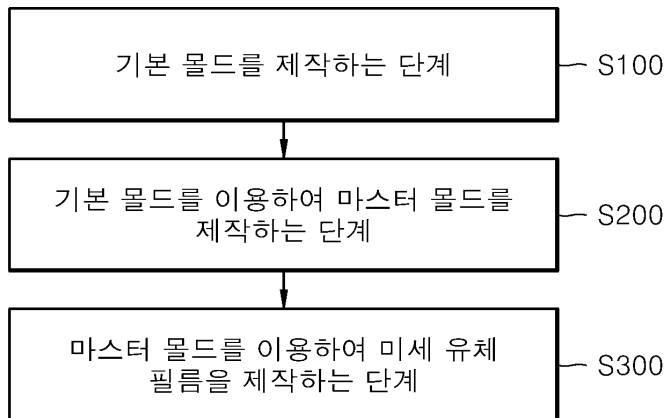 기본 몰드를 제작하는 단계
S100
기본 몰드를 이용하여 마스터 몰드를
제작하는 단계
S200
마스터 몰드를 이용하여 미세 유체
필름을 제작하는 단계
S300